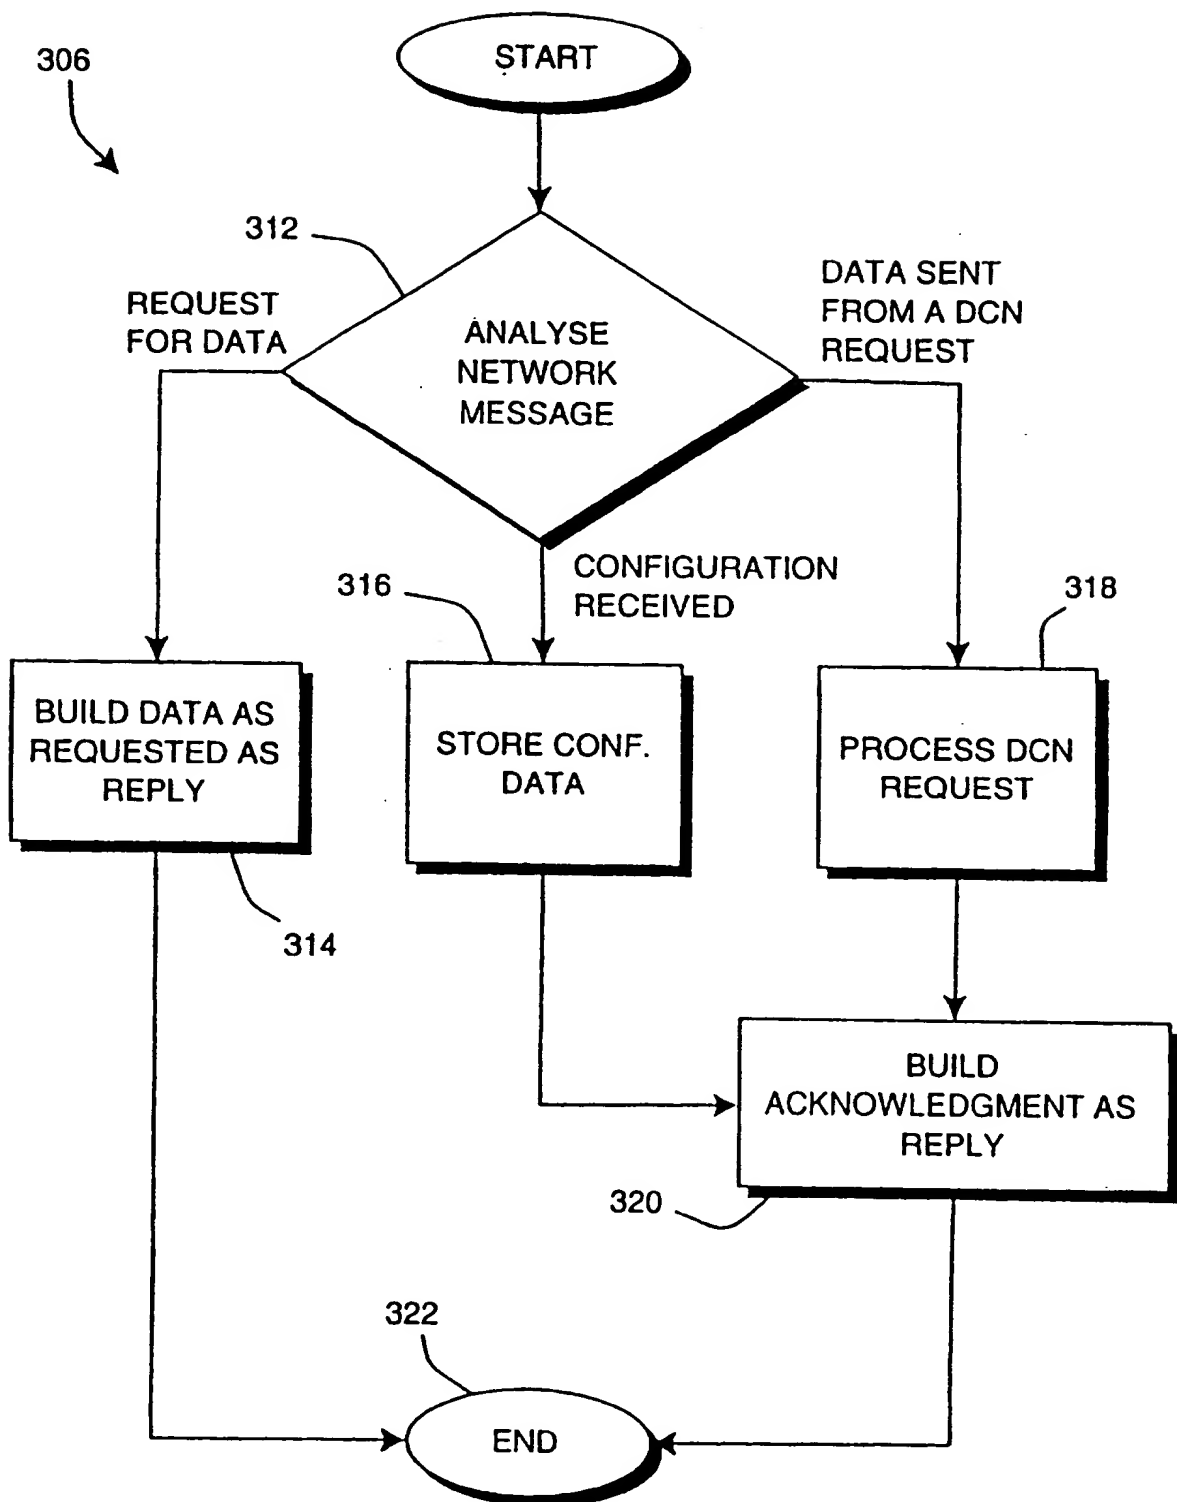 START
306
312
REQUEST
FOR DATA
ANALYSE
NETWORK
MESSAGE
DATA SENT
FROM A DCN
REQUEST
CONFIGURATION
RECEIVED
316
318
BUILD DATA AS
REQUESTED AS
REPLY
STORE CONF.
DATA
PROCESS DCN
REQUEST
314
BUILD
ACKNOWLEDGMENT AS
REPLY
320
322
END